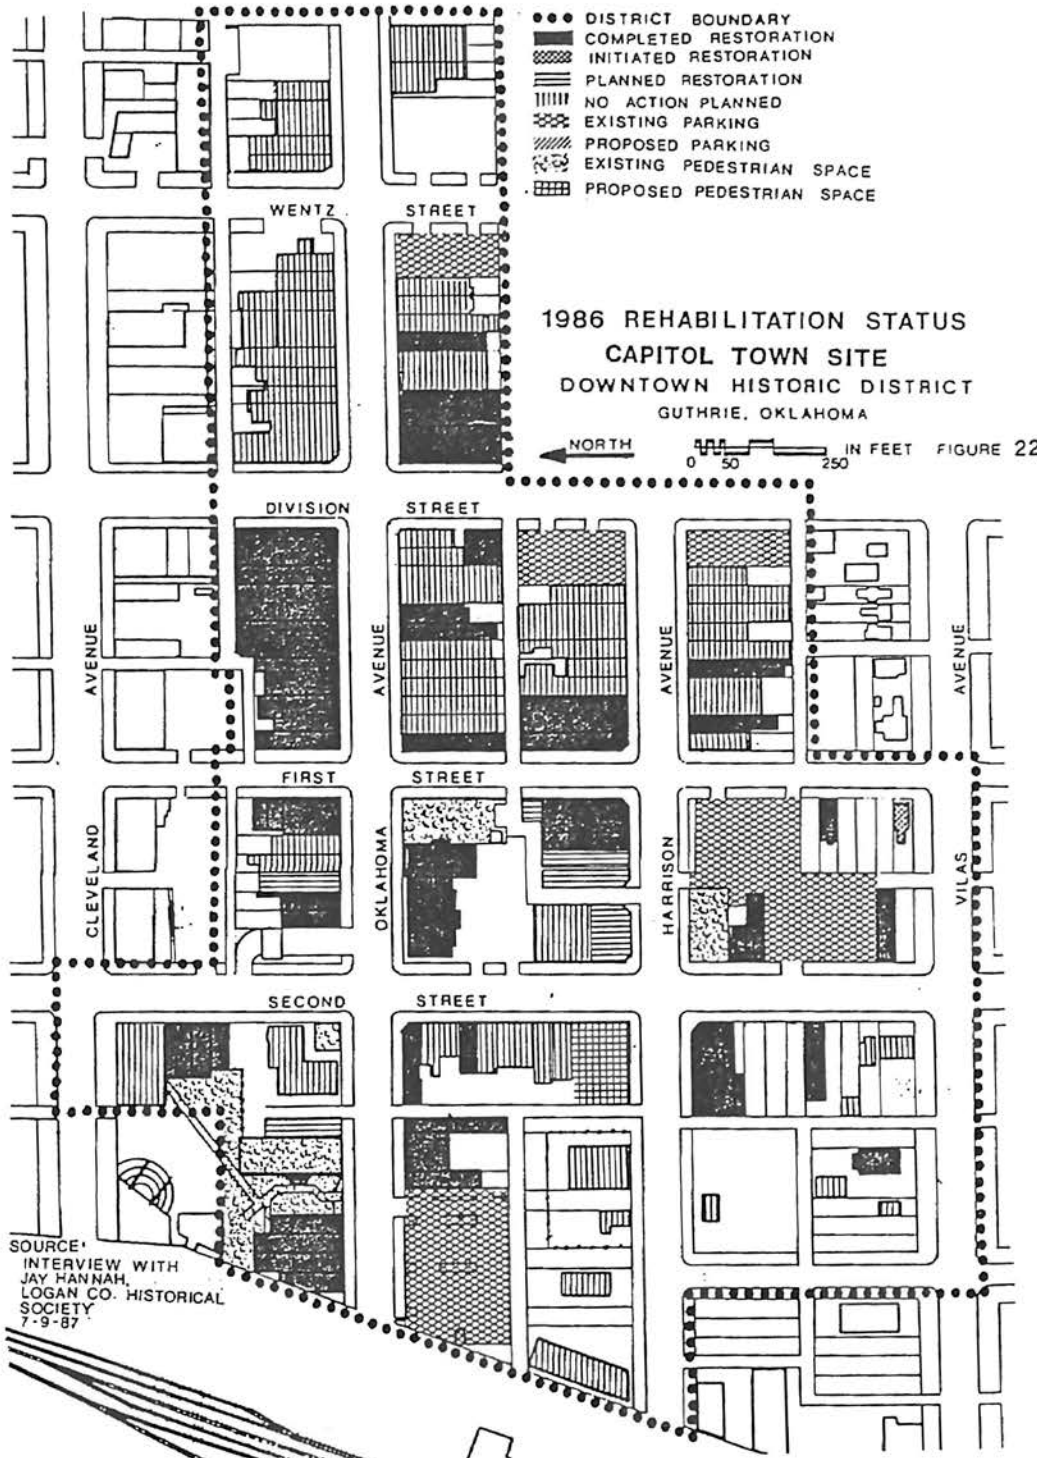 DISTRICT BOUNDARY
COMPLETED RESTORATION
INITIATED RESTORATION
PLANNED RESTORATION
NO ACTION PLANNED
EXISTING PARKING
PROPOSED PARKING
EXISTING PEDESTRIAN SPACE
PROPOSED PEDESTRIAN SPACE
WENTZ STREET
1986 REHABILITATION STATUS
CAPITOL TOWN SITE
DOWNTOWN HISTORIC DISTRICT
GUTHRIE, OKLAHOMA
NORTH
0 50 250 IN FEET FIGURE 22
DIVISION STREET
AVENUE
AVENUE
AVENUE
AVENUE
FIRST STREET
CLEVELAND
OKLAHOMA
HARRISON
VILAS
SECOND STREET
SOURCE:
INTERVIEW WITH
JAY HANNAH,
LOGAN CO. HISTORICAL
SOCIETY
7-9-87